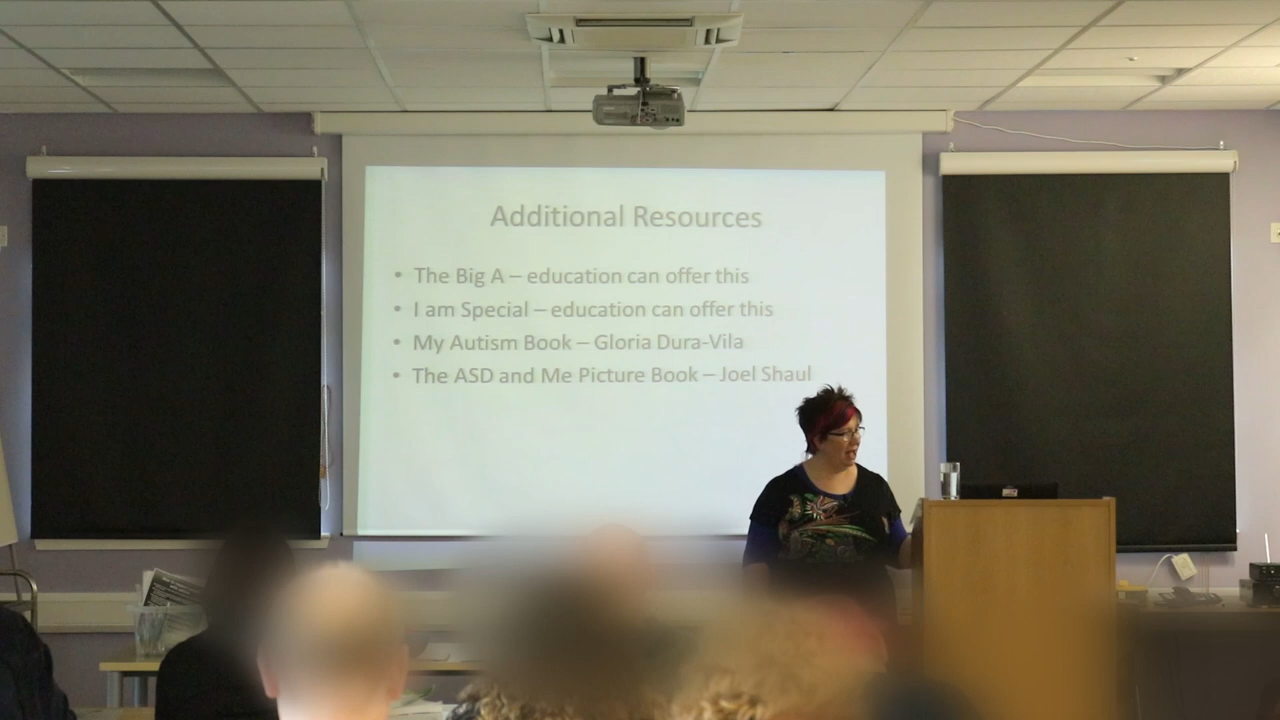 Additional Resources
• The Big A – education can offer this
• I am Special – education can offer this
• My Autism Book – Gloria Dura-Vila
• The ASD and Me Picture Book – Joel Shaul